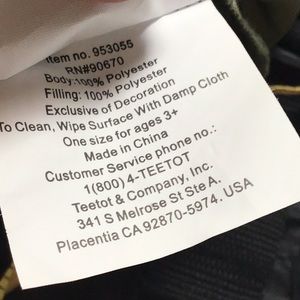 Item no. 953055
RN#90670
Body:100% Polyester
Filling: 100% Polyester
Exclusive of Decoration
To Clean, Wipe Surface With Damp Cloth
One size for ages 3+
Made in China
Customer Service phone no.:
1(800) 4-TEETOT
Teetot & Company, Inc.
341 S Melrose St Ste A.
Placentia CA 92870-5974. USA